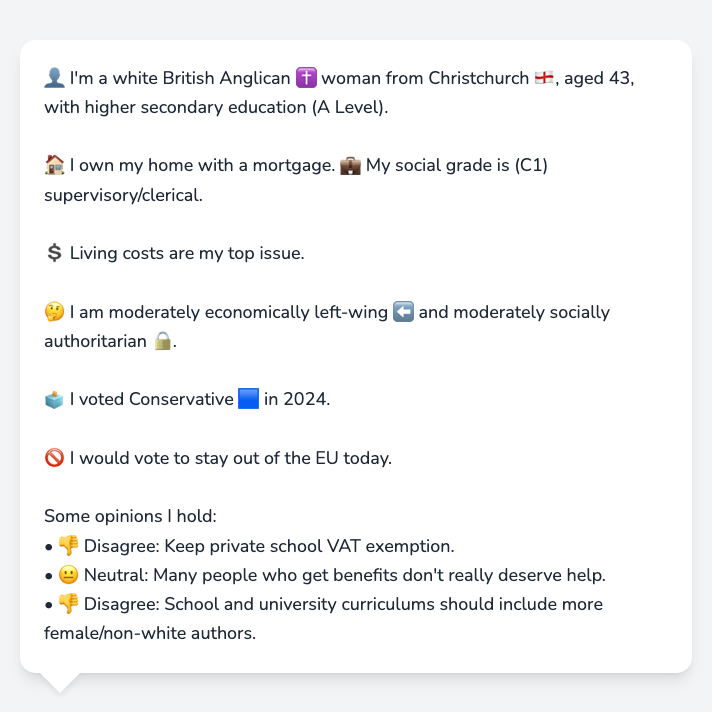 👤 I'm a white British Anglican ✝️ woman from Christchurch 🏴󠁧󠁢󠁥󠁮󠁧󠁿, aged 43,
with higher secondary education (A Level).
🏠 I own my home with a mortgage. 💼 My social grade is (C1)
supervisory/clerical.
💲 Living costs are my top issue.
🤔 I am moderately economically left-wing ⬅️ and moderately socially
authoritarian 🔒.
🗳️ I voted Conservative 🟦 in 2024.
🚫 I would vote to stay out of the EU today.
Some opinions I hold:
• 👎 Disagree: Keep private school VAT exemption.
• 😐 Neutral: Many people who get benefits don't really deserve help.
• 👎 Disagree: School and university curriculums should include more
female/non-white authors.